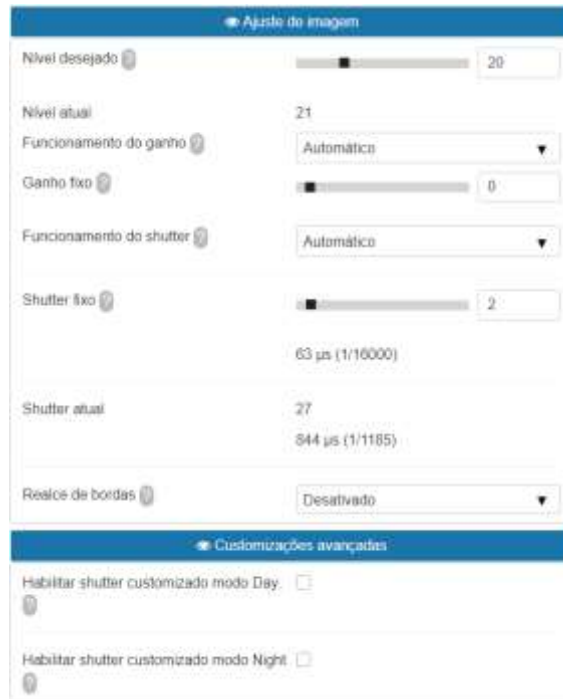 Ajuste de imagem
Nível desejado ?
20
Nível atual
21
Funcionamento do ganho ?
Automático
Ganho fixo ?
0
Funcionamento do shutter ?
Automático
Shutter fixo ?
2
63 µs (1/16000)
Shutter atual
27
844 µs (1/1185)
Realce de bordas ?
Desativado
Customizações avançadas
Habilitar shutter customizado modo Day
?
Habilitar shutter customizado modo Night
?